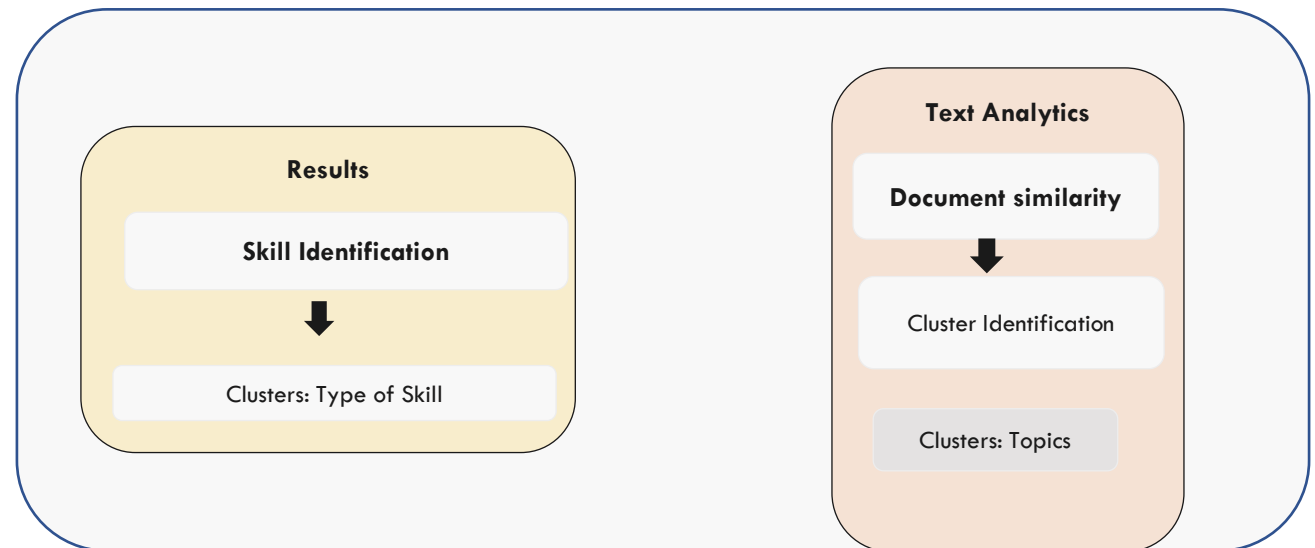 Results
Skill Identification
Clusters: Type of Skill
Text Analytics
Document similarity
Cluster Identification
Clusters: Topics